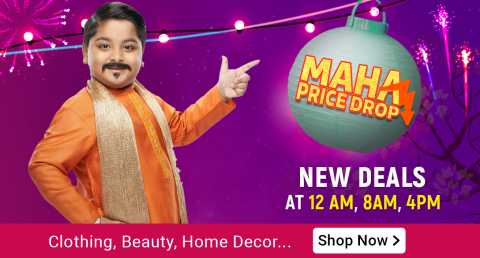 MAHA
PRICE DROP
NEW DEALS
AT 12 AM, 8AM, 4PM
Clothing, Beauty, Home Decor...
Shop Now >